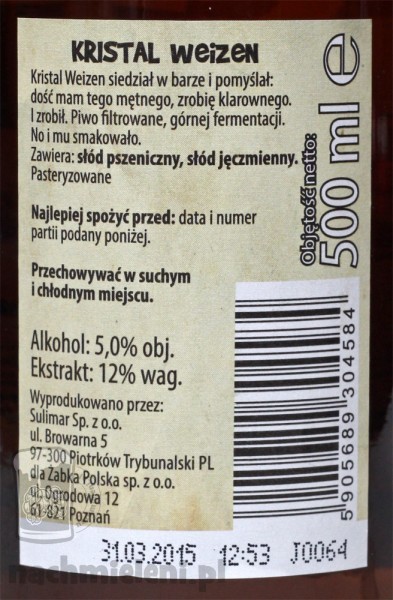 KRISTAL WEIZEN
Kristal Weizen siedział w barze i pomyślał:
dość mam tego mętnego, zrobię klarownego.
I zrobił. Piwo filtrowane, górnej fermentacji.
No i mu smakowało.
Zawiera: słód pszeniczny, słód jęczmienny.
Pasteryzowane
Najlepiej spożyć przed: data i numer
partii podany poniżej.
Przechowywać w suchym
i chłodnym miejscu.
Alkohol: 5,0% obj.
Ekstrakt: 12% wag.
Wyprodukowano przez:
Sulimar Sp. z o.o.
ul. Browarna 5
97-300 Piotrków Trybunalski PL
dla Żabka Polska sp. z o.o.
ul. Ogrodowa 12
61-821 Poznań
Objętość netto:
500 ml e
5905689304584
31.03.2015 12:53 J0064
nachmieleni.pl